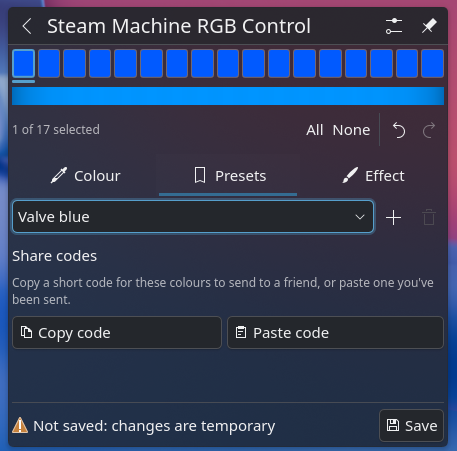 Steam Machine RGB Control
1 of 17 selected
All None
Colour Presets Effect
Valve blue
Share codes
Copy a short code for these colours to send to a friend, or paste one you've
been sent.
Copy code Paste code
Not saved: changes are temporary Save